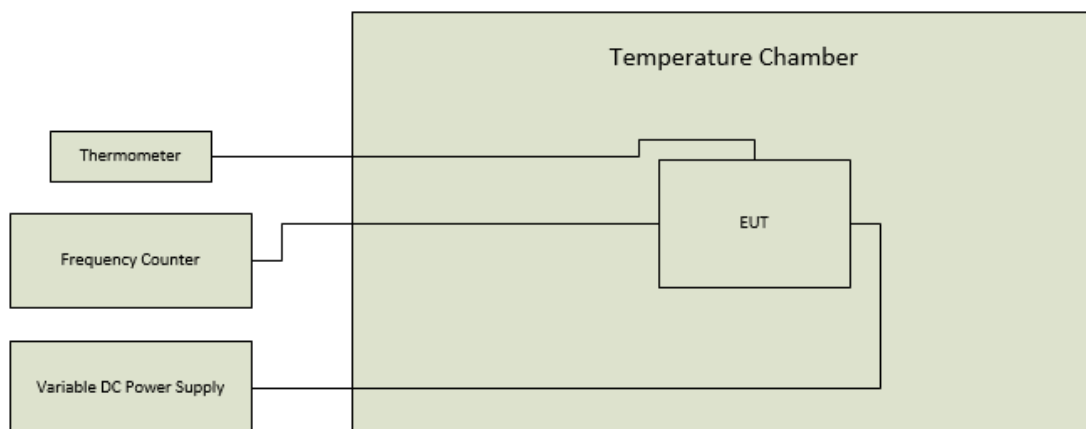 Temperature Chamber
Thermometer
EUT
Frequency Counter
Variable DC Power Supply